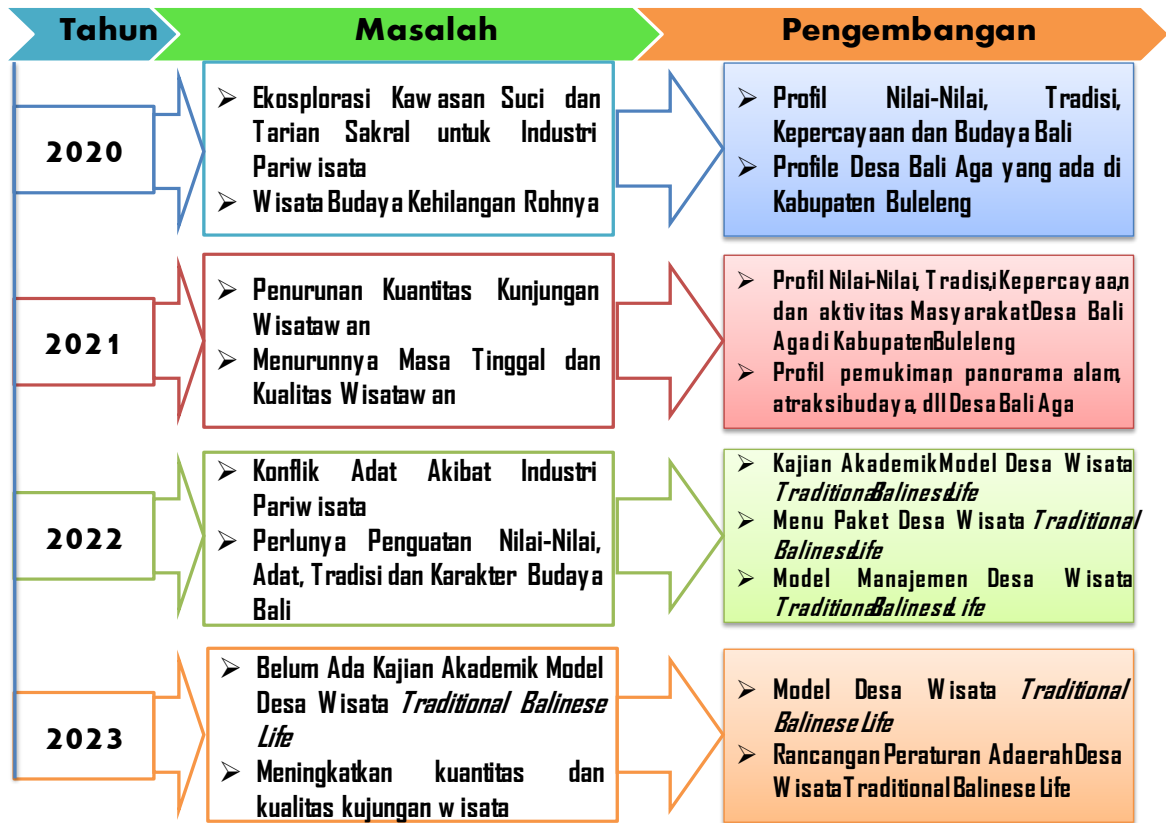 Tahun
Masalah
Pengembangan
2020
➢ Ekosplorasi Kawasan Suci dan
Tarian Sakral untuk Industri
Pariwisata
➢ Wisata Budaya Kehilangan Rohnya
➢ Profil Nilai-Nilai, Tradisi,
Kepercayaan dan Budaya Bali
➢ Profile Desa Bali Aga yang ada di
Kabupaten Buleleng
2021
➢ Penurunan Kuantitas Kunjungan
Wisatawan
➢ Menurunnya Masa Tinggal dan
Kualitas Wisatawan
➢ Profil Nilai-Nilai, Tradisi,Kepercayaan,
dan aktivitas Masyarakat Desa Bali
Aga di Kabupaten Buleleng
➢ Profil pemukiman, panorama alam,
atraksi budaya, dll Desa Bali Aga
2022
➢ Konflik Adat Akibat Industri
Pariwisata
➢ Perlunya Penguatan Nilai-Nilai,
Adat, Tradisi dan Karakter Budaya
Bali
➢ Kajian Akademik Model Desa Wisata
Traditional Balinese Life
➢ Menu Paket Desa Wisata Traditional
Balinese Life
➢ Model Manajemen Desa Wisata
Traditional Balinese Life
2023
➢ Belum Ada Kajian Akademik Model
Desa Wisata Traditional Balinese
Life
➢ Meningkatkan kuantitas dan
kualitas kujungan wisata
➢ Model Desa Wisata Traditional
Balinese Life
➢ Rancangan Peraturan Adaerah Desa
Wisata Traditional Balinese Life